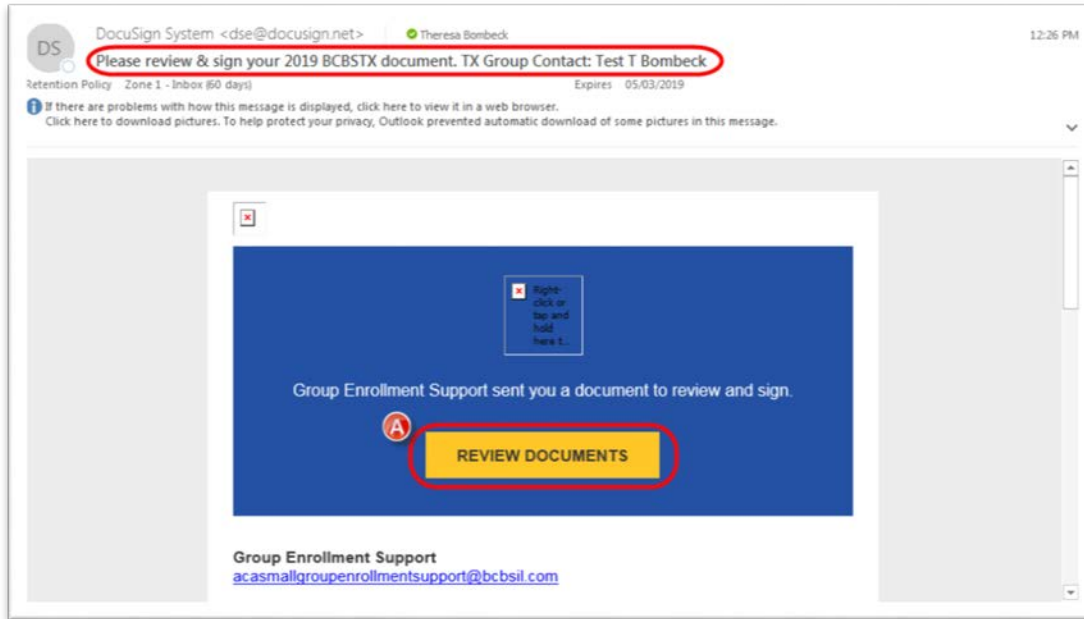 DS
DocuSign System <dse@docusign.net>
Theresa Bombeck
12:26 PM
Please review & sign your 2019 BCBSTX document. TX Group Contact: Test T Bombeck
Retention Policy Zone 1 - Inbox (60 days)
Expires 05/03/2019
If there are problems with how this message is displayed, click here to view it in a web browser.
Click here to download pictures. To help protect your privacy, Outlook prevented automatic download of some pictures in this message.
Right-
click or
tap and
hold
here t...
Group Enrollment Support sent you a document to review and sign.
A
REVIEW DOCUMENTS
Group Enrollment Support
acasmallgroupenrollmentsupport@bcbsil.com